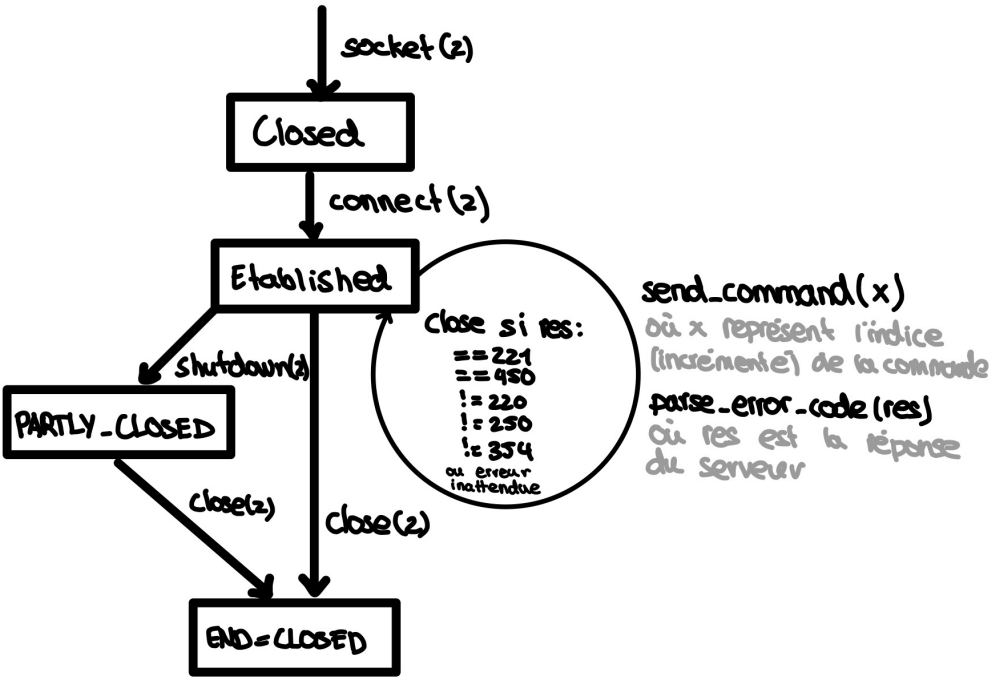 socket(2)
Closed
connect(2)
Etablished
shutdown(2)
PARTLY_CLOSED
close(2)
close(2)
END=CLOSED
close si res:
==221
==450
!=220
!=250
!=354
ou erreur
inattendue
send_command(x)
où x représent l'indice
(incrémenté) de la commande
parse_error_code(res)
où res est la réponse
du serveur